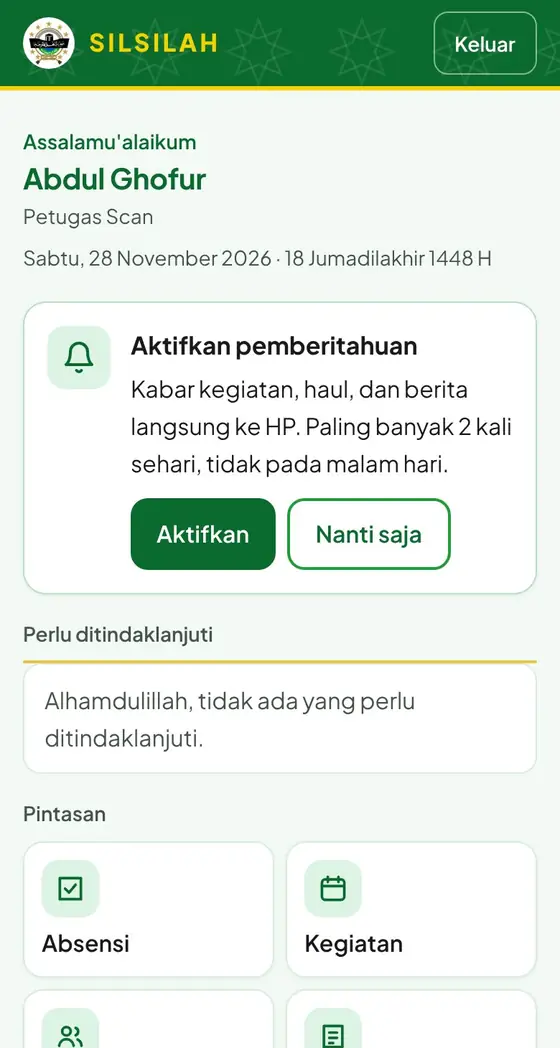 SILSILAH
Keluar
Assalamu'alaikum
Abdul Ghofur
Petugas Scan
Sabtu, 28 November 2026 · 18 Jumadilakhir 1448 H
Aktifkan pemberitahuan
Kabar kegiatan, haul, dan berita
langsung ke HP. Paling banyak 2 kali
sehari, tidak pada malam hari.
Aktifkan
Nanti saja
Perlu ditindaklanjuti
Alhamdulillah, tidak ada yang perlu
ditindaklanjuti.
Pintasan
Absensi
Kegiatan